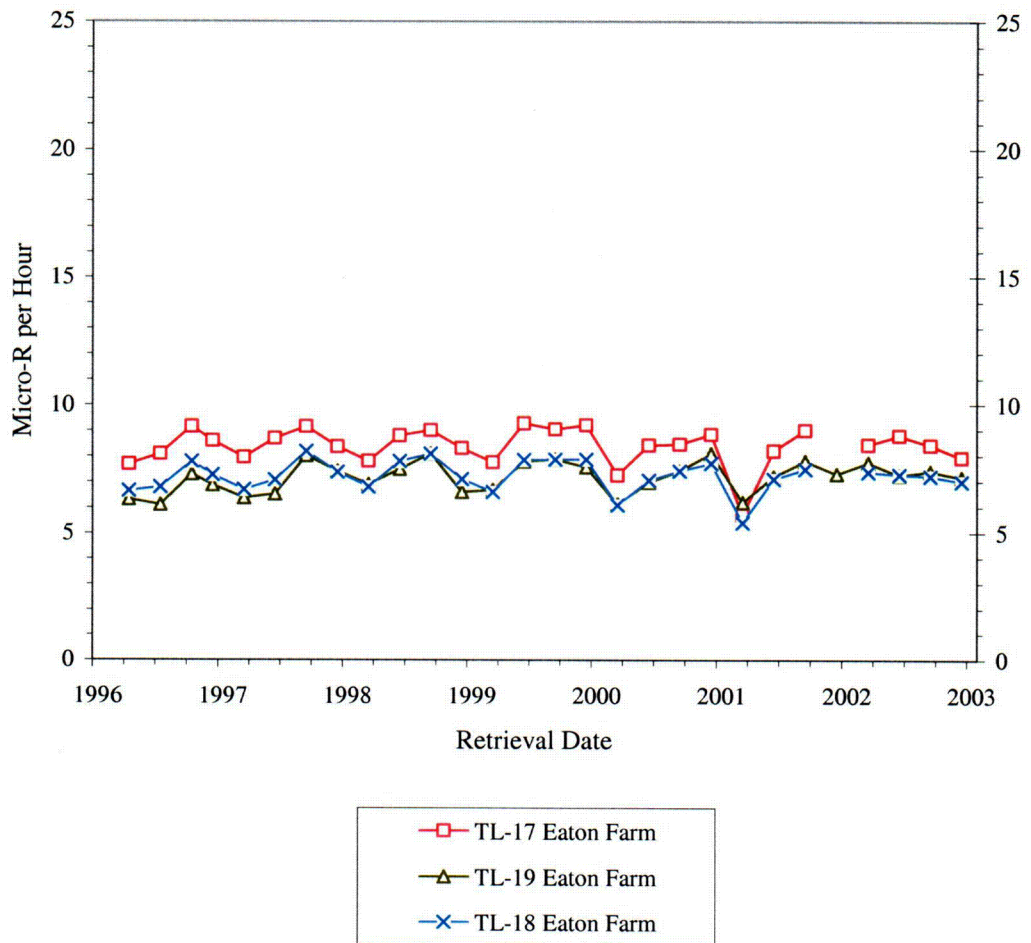 25
20
15
10
5
0
25
20
15
10
5
0
Micro-R per Hour
1996 1997 1998 1999 2000 2001 2002 2003
Retrieval Date
TL-17 Eaton Farm
TL-19 Eaton Farm
TL-18 Eaton Farm